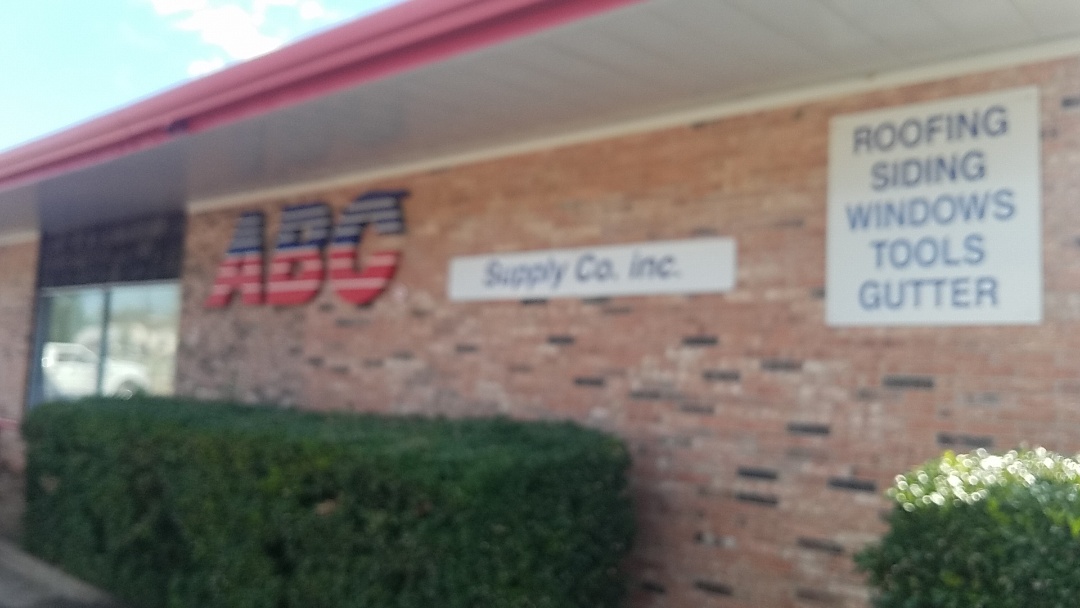 ABC
Supply Co. inc.
ROOFING
SIDING
WINDOWS
TOOLS
GUTTER